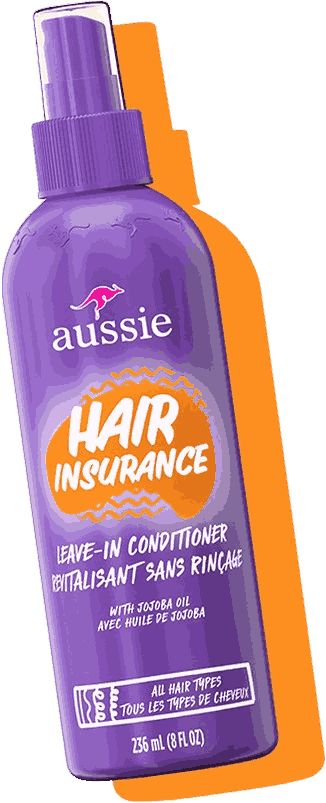 aussie
HAIR
INSURANCE
LEAVE-IN CONDITIONER
REVITALISANT SANS RINÇAGE
WITH JOJOBA OIL
AVEC HUILE DE JOJOBA
ALL HAIR TYPES
TOUS LES TYPES DE CHEVEUX
236 mL (8 FL OZ)